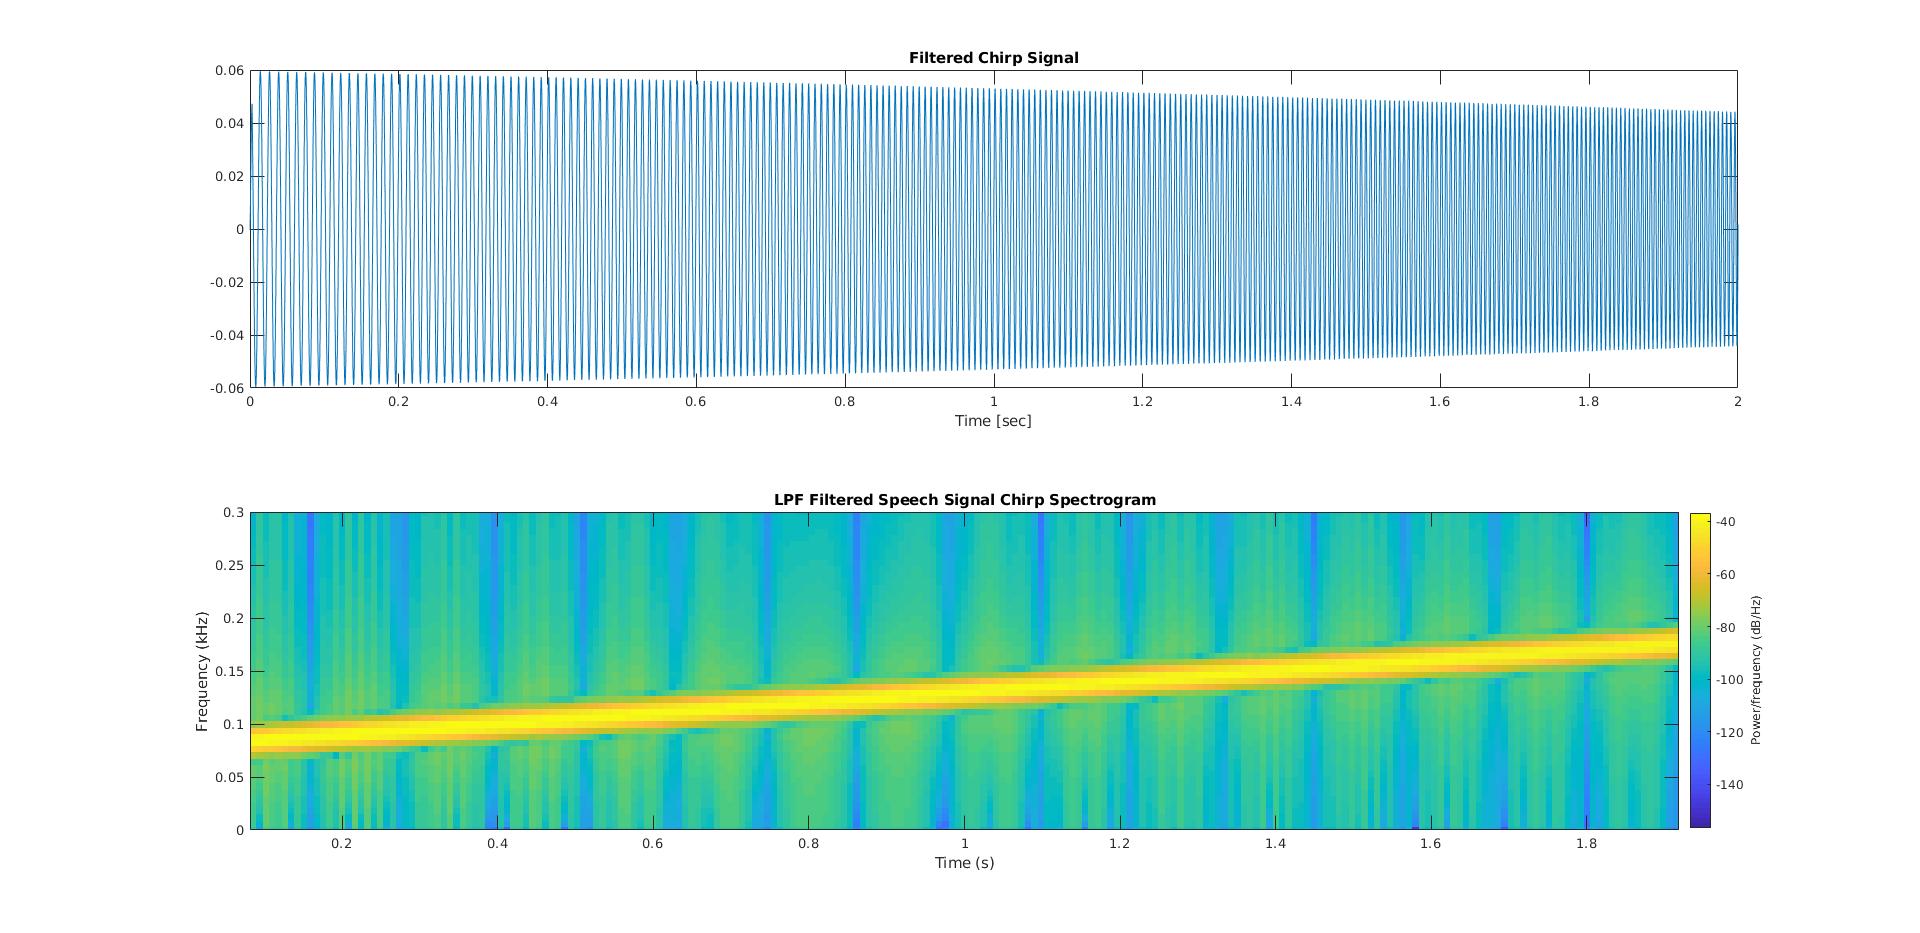 Filtered Chirp Signal
0.06
0.04
0.02
0
-0.02
-0.04
-0.06
0 0.2 0.4 0.6 0.8 1 1.2 1.4 1.6 1.8 2
Time [sec]
LPF Filtered Speech Signal Chirp Spectrogram
Frequency (kHz)
0.3
0.25
0.2
0.15
0.1
0.05
0
0.2 0.4 0.6 0.8 1 1.2 1.4 1.6 1.8
Time (s)
-40
-60
-80
-100
-120
-140
Power/frequency (dB/Hz)